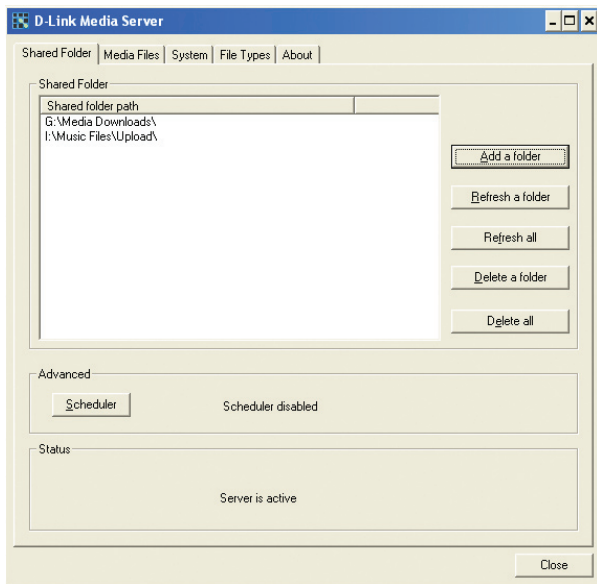 D-Link Media Server
Shared Folder Media Files System File Types About
Shared Folder
Shared folder path
G:\Media Downloads\
I:\Music Files\Upload\
Add a folder
Refresh a folder
Refresh all
Delete a folder
Delete all
Advanced
Scheduler Scheduler disabled
Status
Server is active
Close